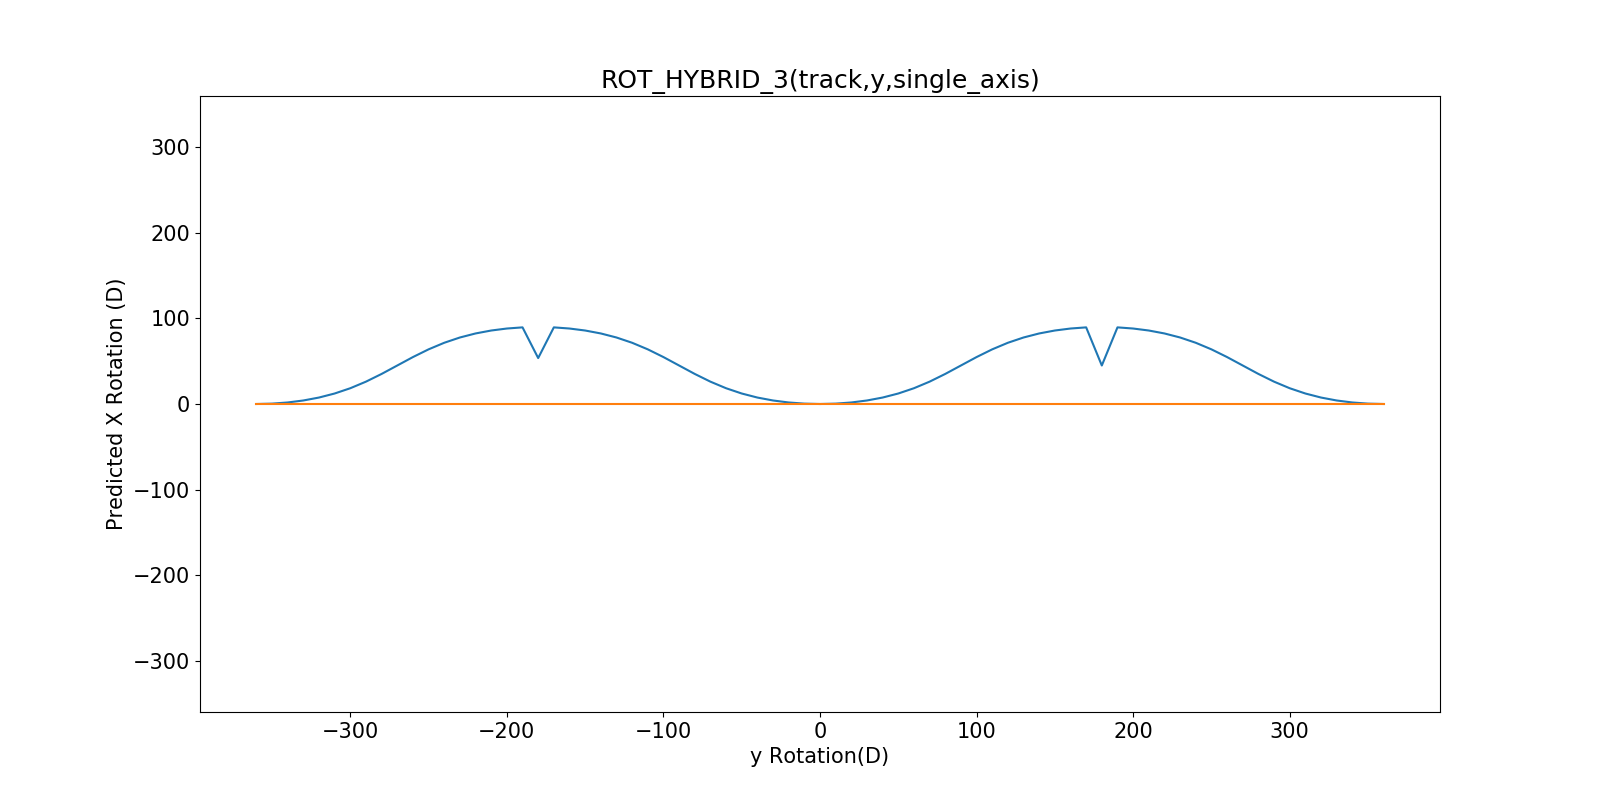 ROT_HYBRID_3(track,y,single_axis)
300
200
100
0
−100
−200
−300
Predicted X Rotation (D)
−300 −200 −100 0 100 200 300
y Rotation(D)